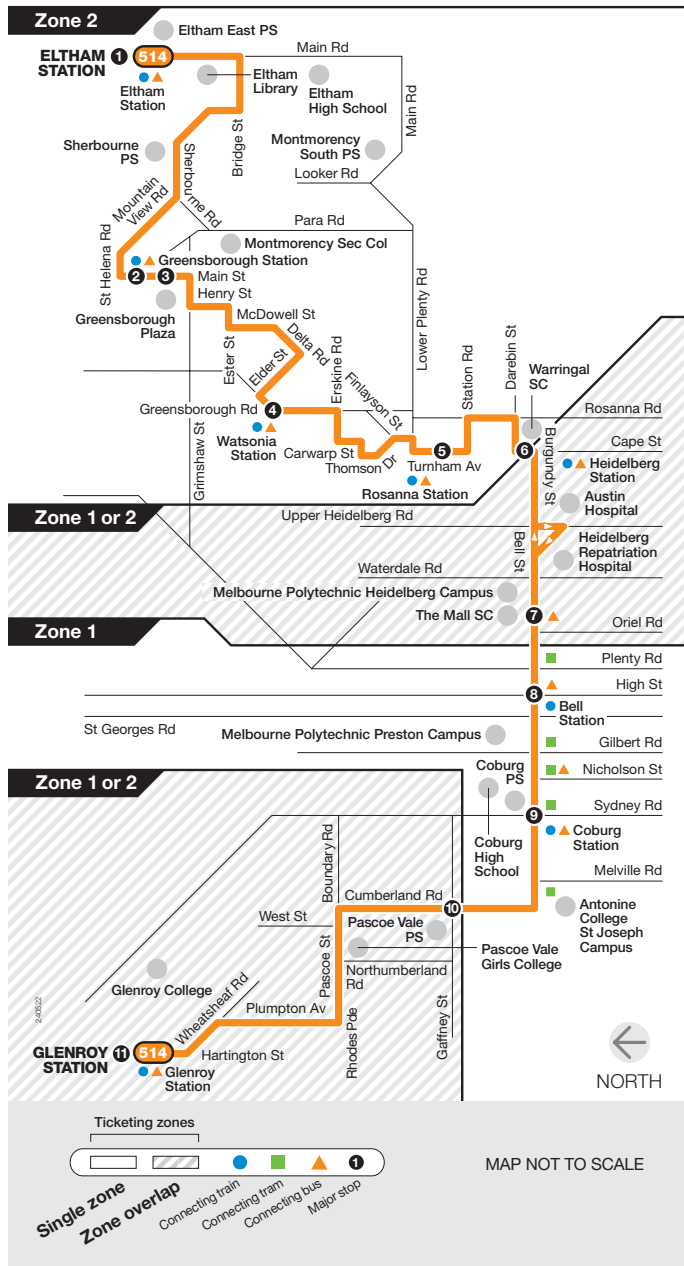 Zone 2
Eltham East PS
ELTHAM
STATION
1
514
Main Rd
Eltham
Station
Eltham
Library
Eltham
High School
Main Rd
Sherbourne
PS
Bridge St
Montmorency
South PS
Looker Rd
Mountain
View Rd
Sherbourne Rd
Para Rd
Montmorency Sec Col
St Helena Rd
Greensborough Station
2
3
Main St
Henry St
Greensborough
Plaza
McDowell St
Delta Rd
Lower Plenty Rd
Ester St
Elder St
Erskine Rd
Finlayson St
Station Rd
Darebin St
Warringal
SC
Greensborough Rd
4
Rosanna Rd
Watsonia
Station
Grimshaw St
Carwarp St
Thomson Dr
5
Turnham Av
Rosanna Station
6
Burgundy St
Cape St
Heidelberg
Station
Austin
Hospital
Zone 1 or 2
Upper Heidelberg Rd
Bell St
Heidelberg
Repatriation
Hospital
Waterdale Rd
Melbourne Polytechnic Heidelberg Campus
The Mall SC
7
Oriel Rd
Zone 1
Plenty Rd
High St
8
Bell
Station
St Georges Rd
Melbourne Polytechnic Preston Campus
Gilbert Rd
Nicholson St
Zone 1 or 2
Coburg
PS
Sydney Rd
9
Coburg
Station
Coburg
High
School
Boundary Rd
Melville Rd
Cumberland Rd
10
West St
Pascoe Vale
PS
Antonine
College
St Joseph
Campus
Pascoe St
Pascoe Vale
Girls College
Northumberland
Rd
Glenroy College
Wheatsheaf Rd
Plumpton Av
Rhodes Pde
Gaffney St
240522
GLENROY
STATION
11
514
Hartington St
Glenroy
Station
NORTH
Ticketing zones
1
Single zone
Zone overlap
Connecting train
Connecting tram
Connecting bus
Major stop
MAP NOT TO SCALE